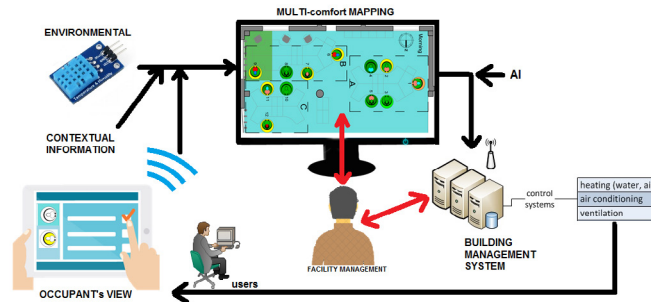 MULTI-comfort MAPPING
ENVIRONMENTAL
AI
CONTEXTUAL
INFORMATION
B
A
C
Morning
control
systems
heating (water, ai
air conditioning
ventilation
BUILDING
MANAGEMENT
SYSTEM
FACILITY MANAGEMENT
users
OCCUPANT's VIEW